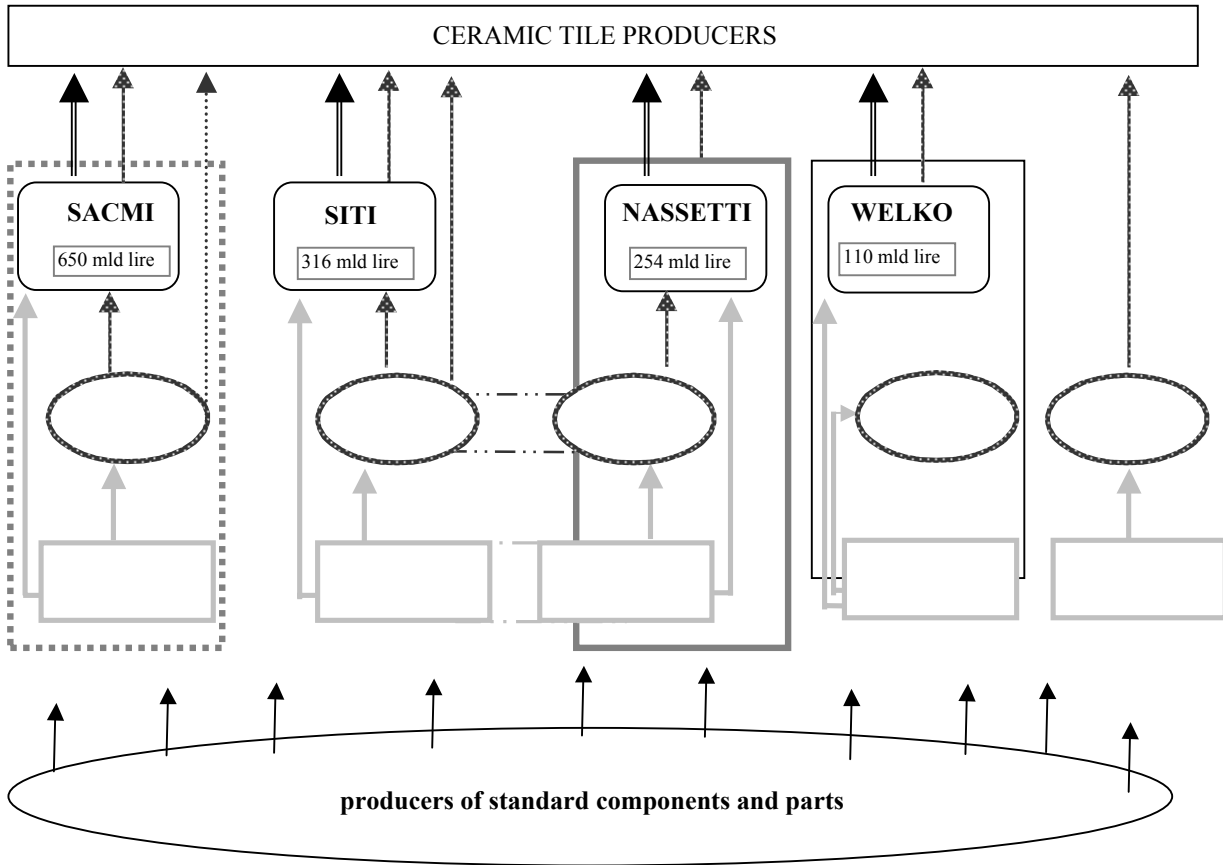 CERAMIC TILE PRODUCERS
SACMI
650 mld lire
SITI
316 mld lire
NASSETTI
254 mld lire
WELKO
110 mld lire
producers of standard components and parts